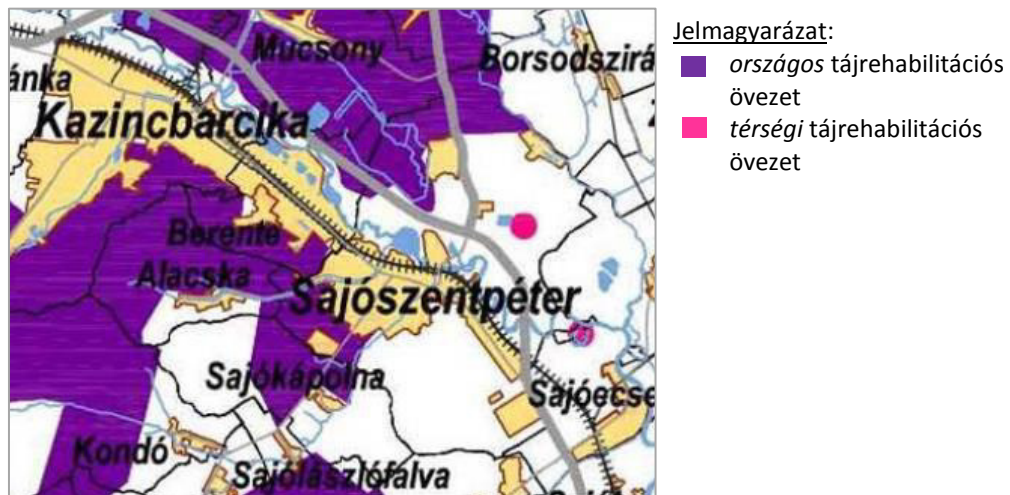 Jelmagyarázat:
országos tájrehabilitációs
övezet
térségi tájrehabilitációs
övezet
Mucsony
Borsodszirá
ánka
Kazincbarcika
Berente
Alacska
Sajószentpéter
Sajókápolna
Sajóecse
Kondó
Sajólászlófalva